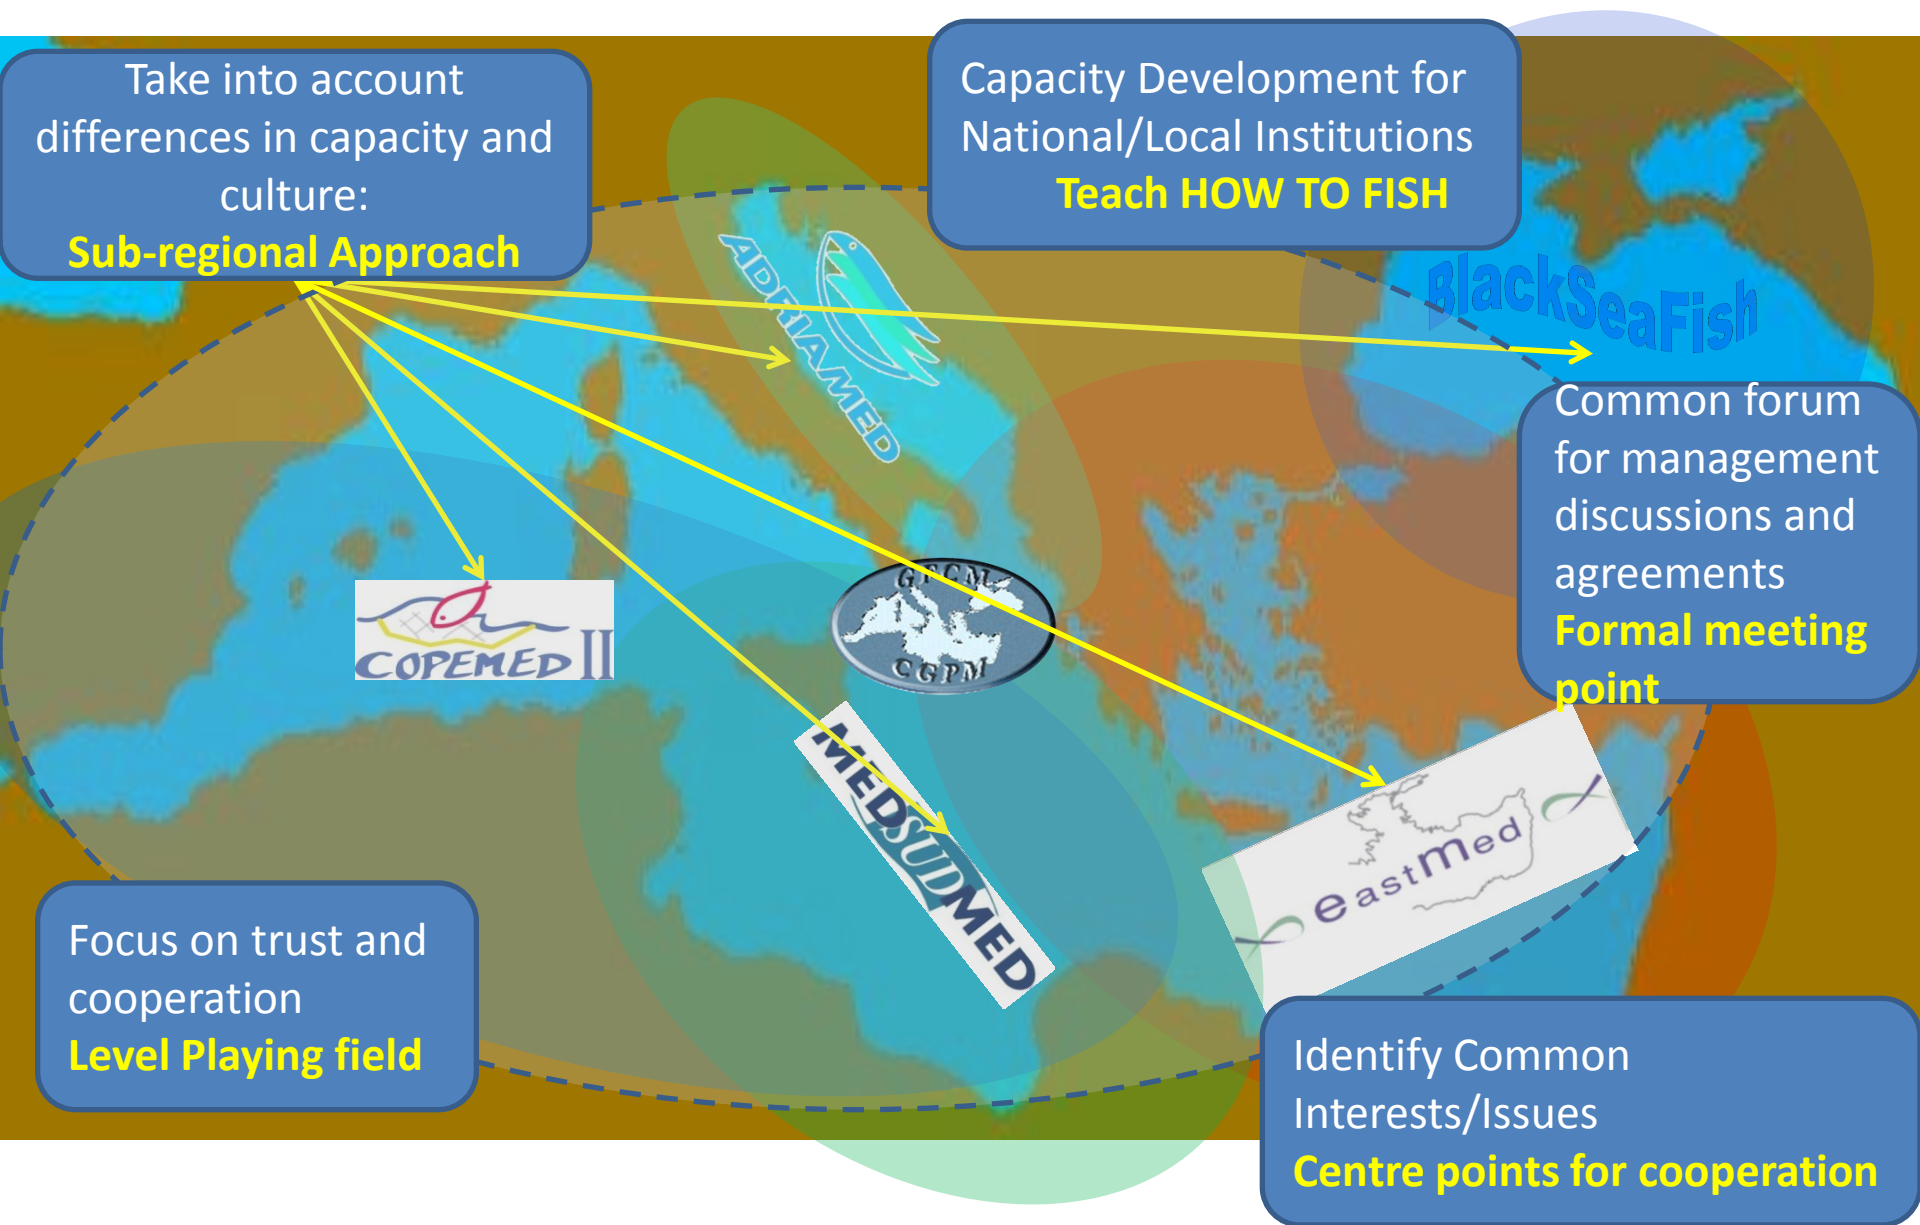 Take into account
differences in capacity and
culture:
Sub-regional Approach
Capacity Development for
National/Local Institutions
Teach HOW TO FISH
BlackSeaFish
ADRIAMED
Common forum
for management
discussions and
agreements
Formal meeting
point
GFCM
CGPM
COPEMED II
MEDSUDMED
eastMed
Focus on trust and
cooperation
Level Playing field
Identify Common
Interests/Issues
Centre points for cooperation